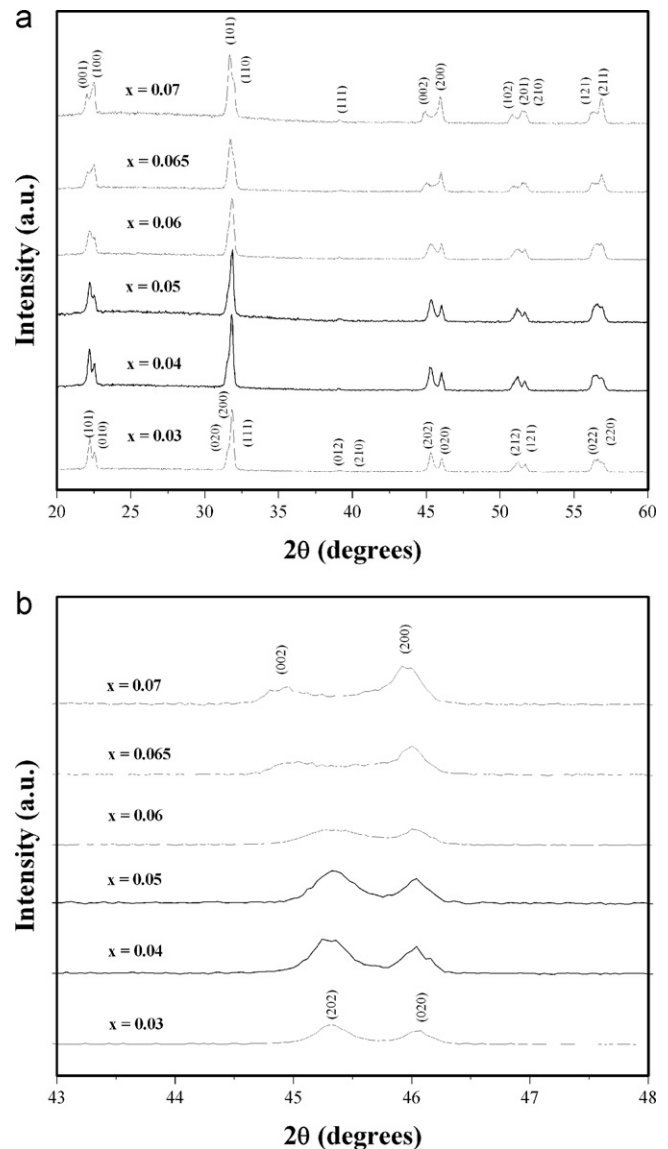 a
(001)
(100)
(101)
(110)
(111)
(002)
(200)
(102)
(201)
(210)
(121)
(211)
x = 0.07
x = 0.065
x = 0.06
x = 0.05
x = 0.04
x = 0.03
(101)
(010)
(020)
(200)
(111)
(012)
(210)
(202)
(020)
(212)
(121)
(022)
(220)
Intensity (a.u.)
20 25 30 35 40 45 50 55 60
2θ (degrees)
b
(002)
(200)
x = 0.07
x = 0.065
x = 0.06
x = 0.05
x = 0.04
x = 0.03
(202)
(020)
Intensity (a.u.)
43 44 45 46 47 48
2θ (degrees)